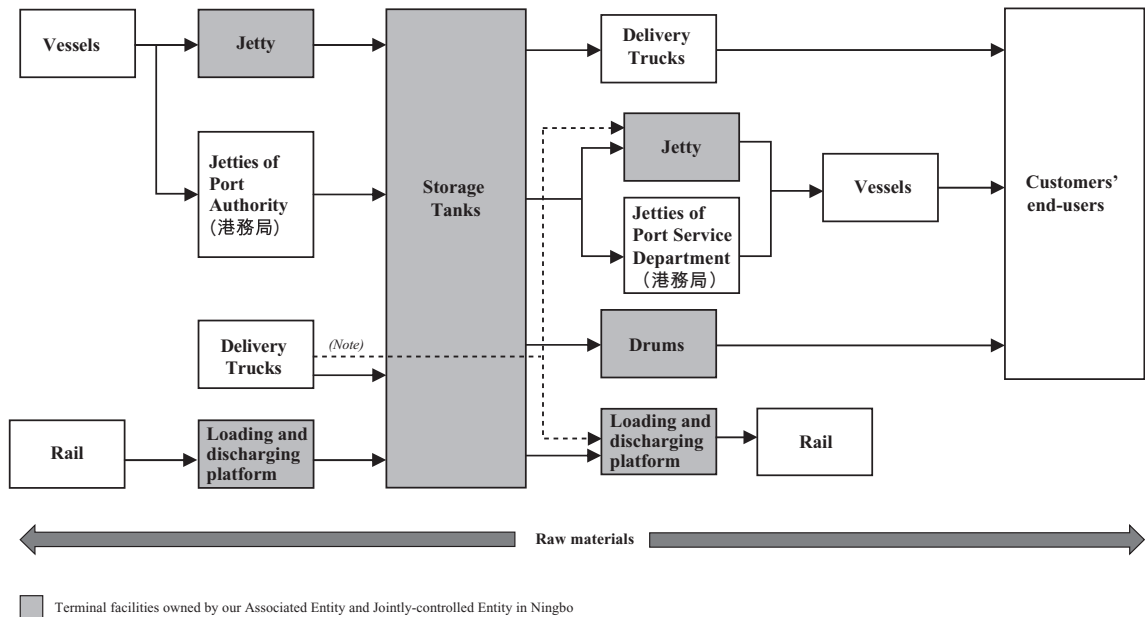 Vessels
Jetty
Jetties of
Port
Authority
(港務局)
Delivery
Trucks
(Note)
Rail
Loading and
discharging
platform
Storage
Tanks
Delivery
Trucks
Jetty
Jetties of
Port Service
Department
(港務局)
Vessels
Drums
Loading and
discharging
platform
Rail
Customers’
end-users
Raw materials
Terminal facilities owned by our Associated Entity and Jointly-controlled Entity in Ningbo